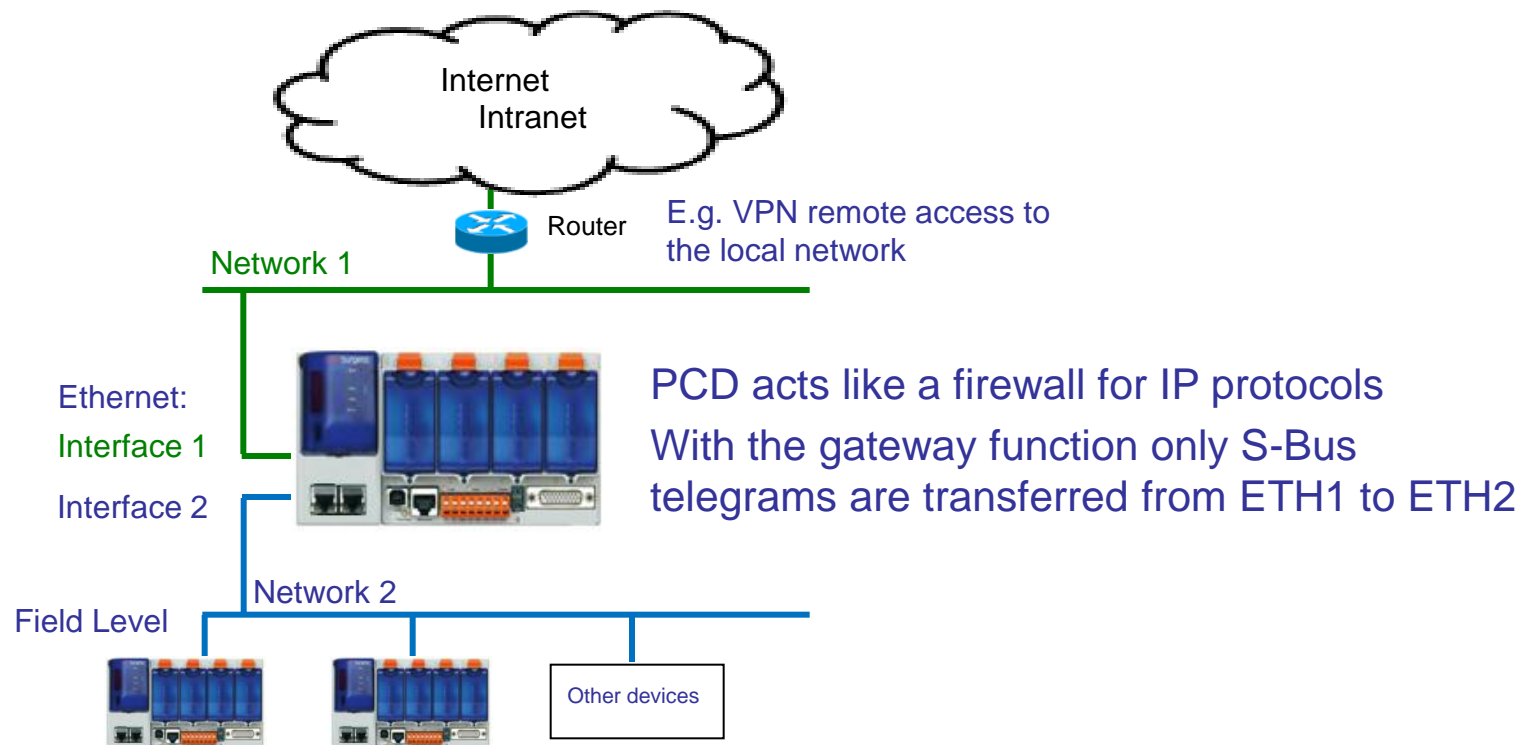 Internet
Intranet
Router
E.g. VPN remote access to
the local network
Network 1
Ethernet:
Interface 1
Interface 2
PCD acts like a firewall for IP protocols
With the gateway function only S-Bus
telegrams are transferred from ETH1 to ETH2
Network 2
Field Level
Other devices